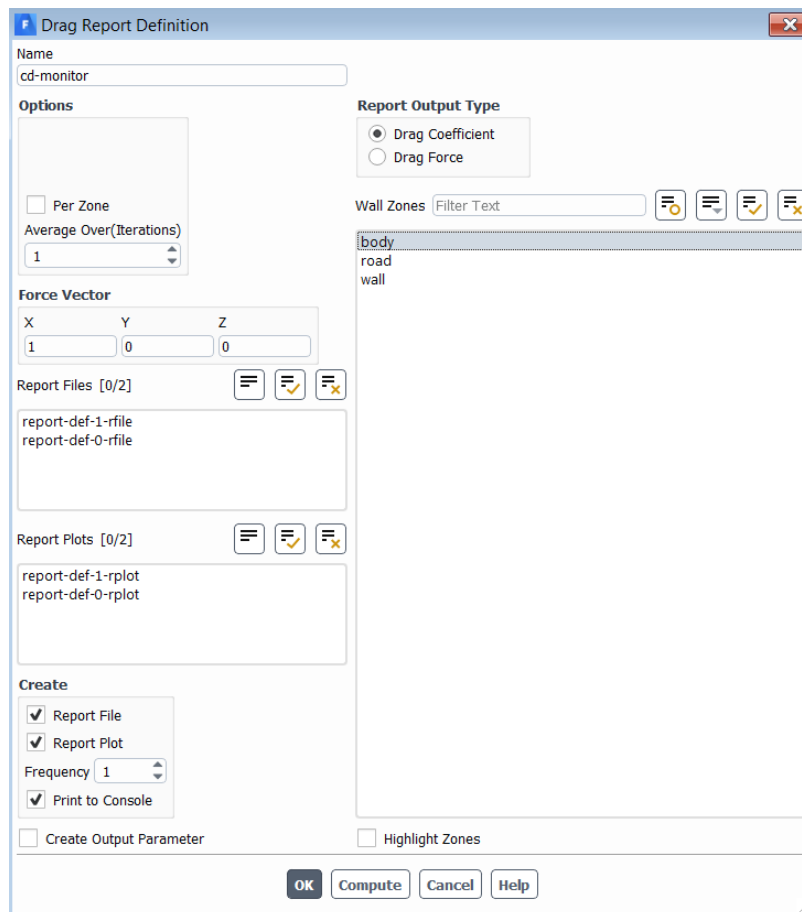 Drag Report Definition
Name
cd-monitor
Options
Per Zone
Average Over(Iterations)
1
Force Vector
X Y Z
1 0 0
Report Files [0/2]
report-def-1-rfile
report-def-0-rfile
Report Plots [0/2]
report-def-1-rplot
report-def-0-rplot
Create
Report File
Report Plot
Frequency 1
Print to Console
Create Output Parameter
Report Output Type
Drag Coefficient
Drag Force
Wall Zones Filter Text
body
road
wall
Highlight Zones
OK Compute Cancel Help